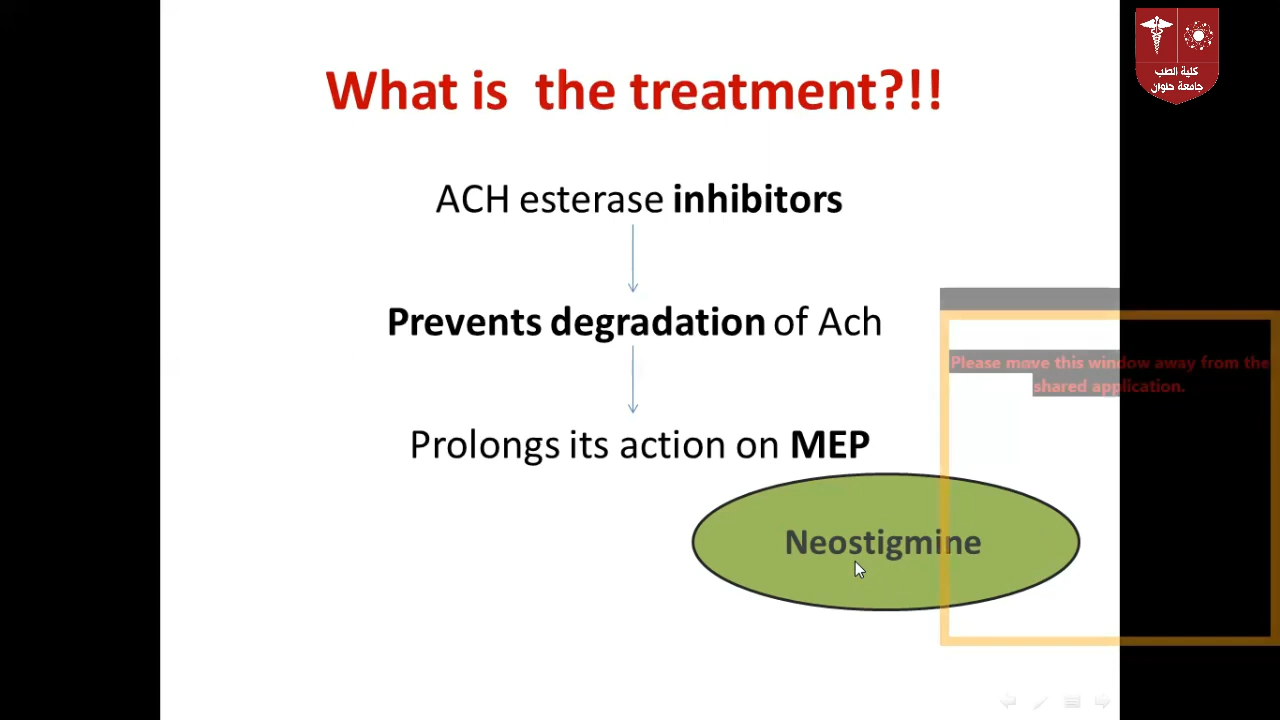 كلية الطب
جامعة حلوان
What is the treatment?!!
ACH esterase inhibitors
Prevents degradation of Ach
Please move this window away from the
shared application.
Prolongs its action on MEP
Neostigmine